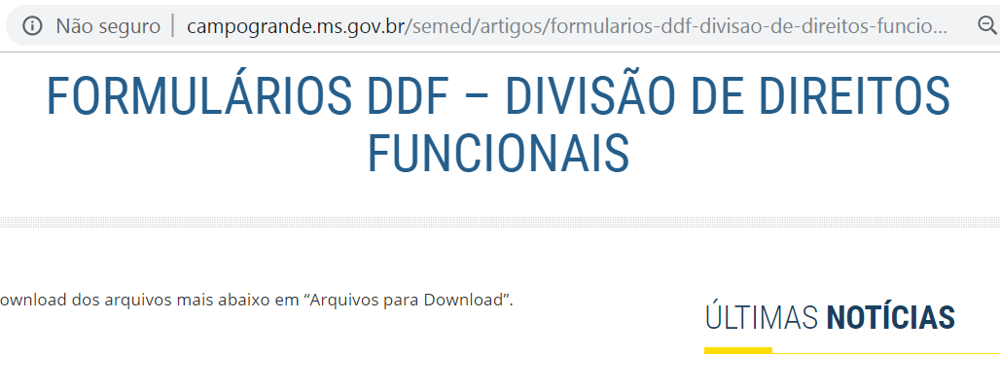 Não seguro | campogrande.ms.gov.br/semed/artigos/formularios-ddf-divisao-de-direitos-funcio...
FORMULÁRIOS DDF – DIVISÃO DE DIREITOS
FUNCIONAIS
ownload dos arquivos mais abaixo em “Arquivos para Download”.
ÚLTIMAS NOTÍCIAS